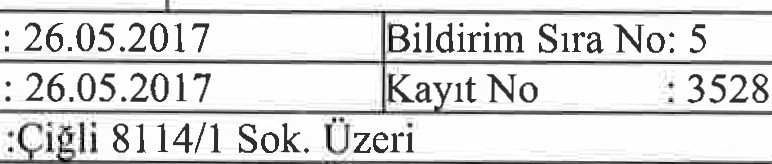 : 26.05.2017 Bildirim Sıra No: 5
: 26.05.2017 Kayıt No : 3528
:Çiğli 8114/1 Sok. Üzeri